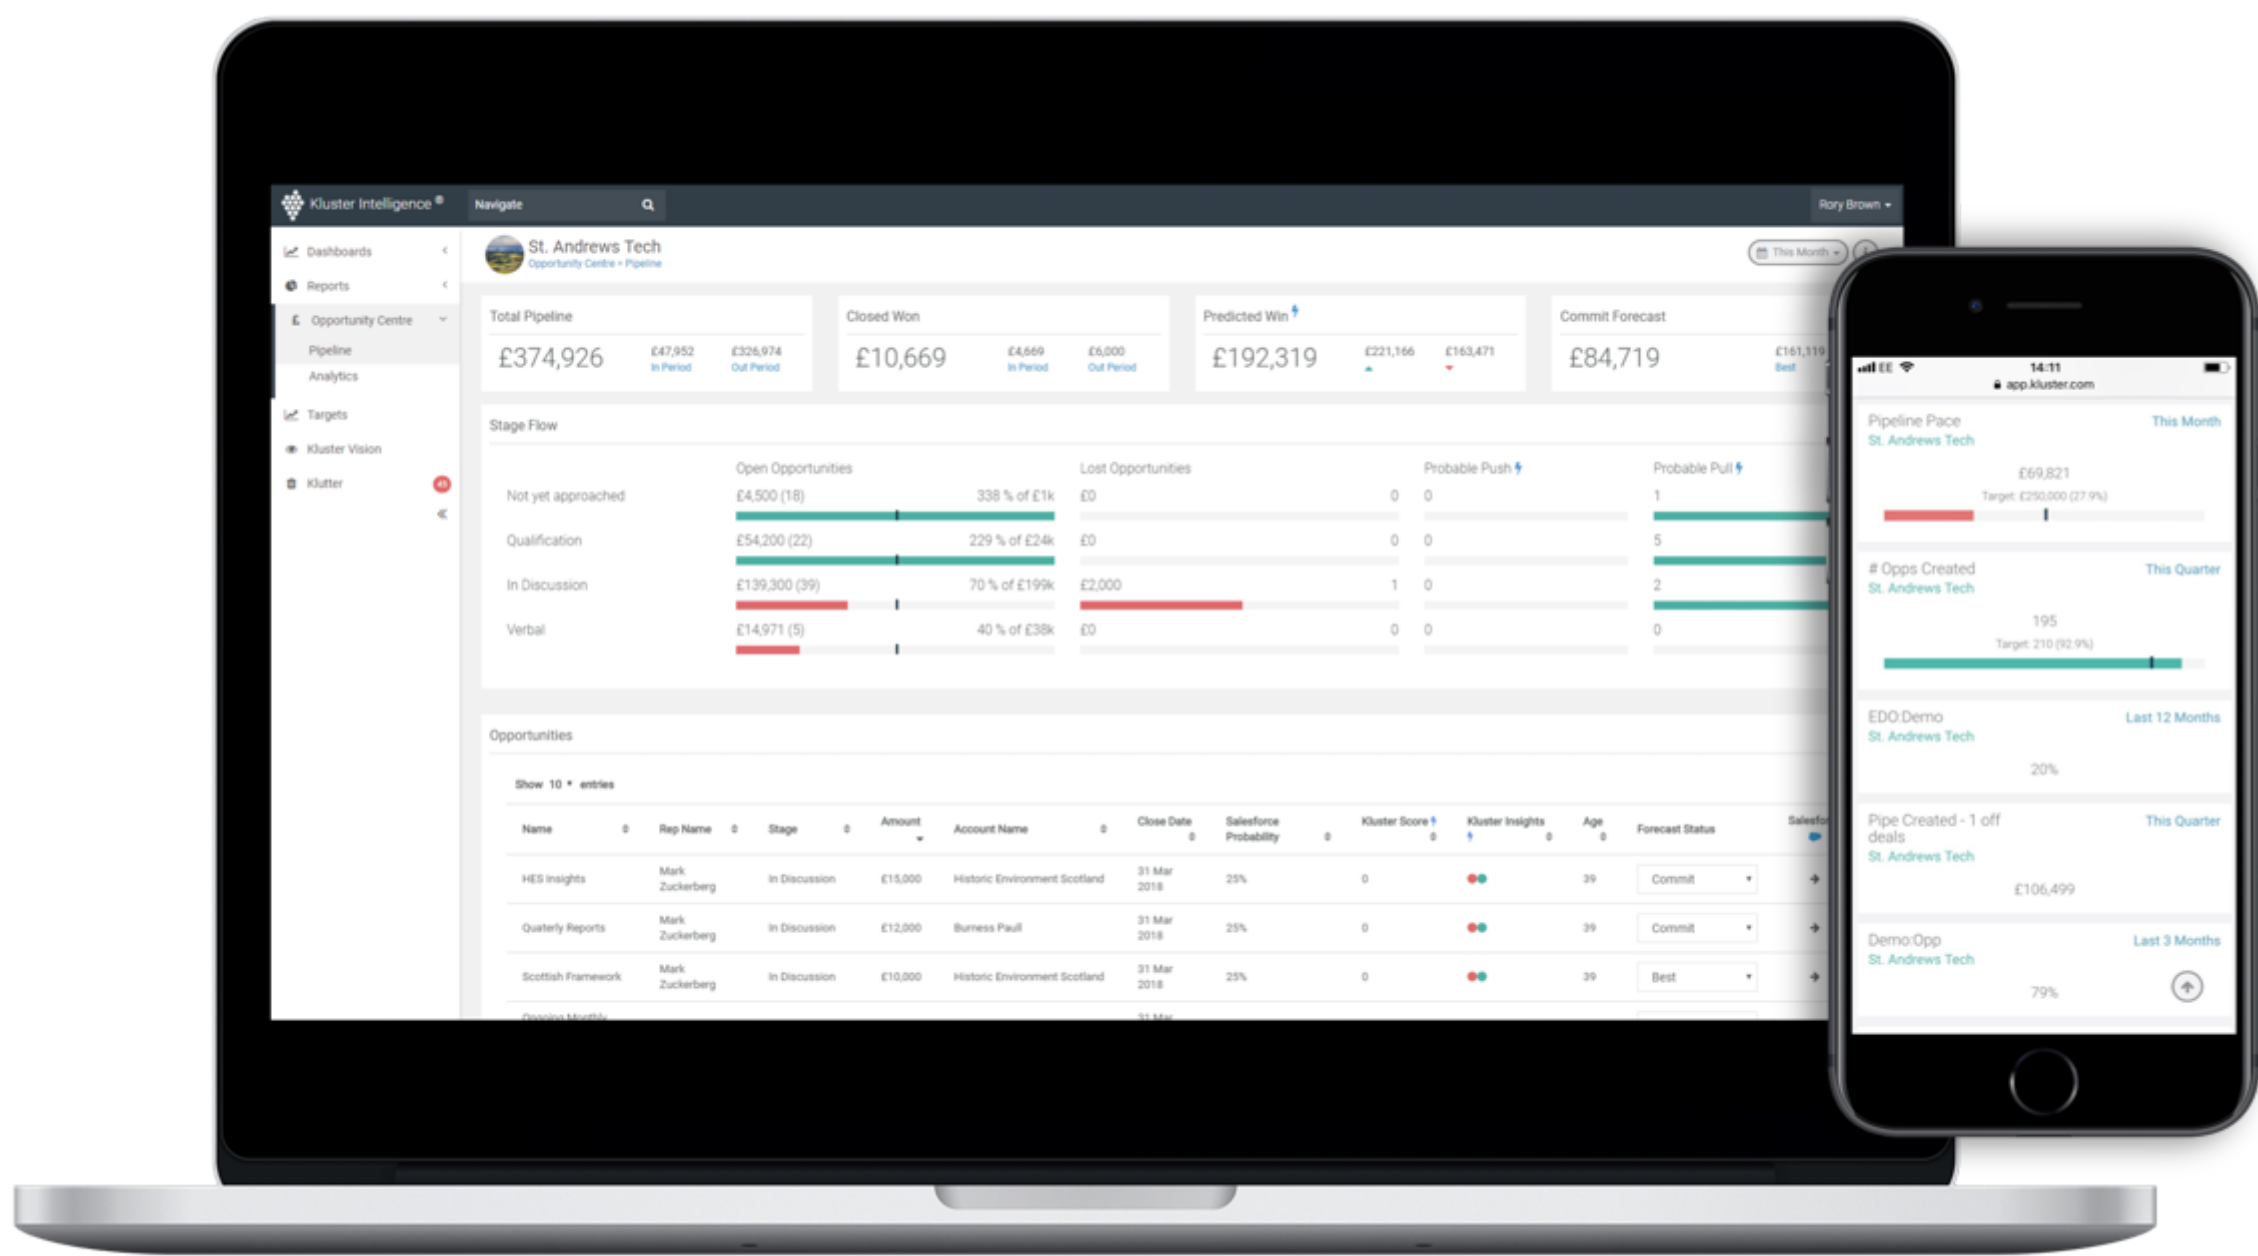 Kluster Intelligence ®
Navigate
Rory Brown
Dashboards
Reports
£ Opportunity Centre
Pipeline
Analytics
Targets
Kluster Vision
Klutter 45
St. Andrews Tech
Opportunity Centre • Pipeline
This Month
Total Pipeline
£374,926
£47,952
In Period
£326,974
Out Period
Closed Won
£10,669
£4,669
In Period
£6,000
Out Period
Predicted Win
£192,319
£221,166
£163,471
Commit Forecast
£84,719
£161,119
Best
Stage Flow
Open Opportunities Lost Opportunities Probable Push Probable Pull
Not yet approached £4,500 (18) 338 % of £1k £0 0 0 1
Qualification £54,200 (22) 229 % of £24k £0 0 0 5
In Discussion £139,300 (39) 70 % of £199k £2,000 1 0 2
Verbal £14,971 (5) 40 % of £38k £0 0 0 0
Opportunities
Show 10 entries
Name Rep Name Stage Amount Account Name Close Date Salesforce Probability Kluster Score Kluster Insights Age Forecast Status
HES Insights Mark Zuckerberg In Discussion £15,000 Historic Environment Scotland 31 Mar 2018 25% 0 39 Commit
Quaterly Reports Mark Zuckerberg In Discussion £12,000 Burness Paull 31 Mar 2018 25% 0 39 Commit
Scottish Framework Mark Zuckerberg In Discussion £10,000 Historic Environment Scotland 31 Mar 2018 25% 0 39 Best
Ongoing Monthly 31 Mar
EE 14:11
app.kluster.com
Pipeline Pace This Month
St. Andrews Tech
£69,821
Target: £250,000 (27.9%)
# Opps Created This Quarter
St. Andrews Tech
195
Target: 210 (92.9%)
EDO:Demo Last 12 Months
St. Andrews Tech
20%
Pipe Created - 1 off This Quarter
deals
St. Andrews Tech
£106,499
Demo:Opp Last 3 Months
St. Andrews Tech
79%